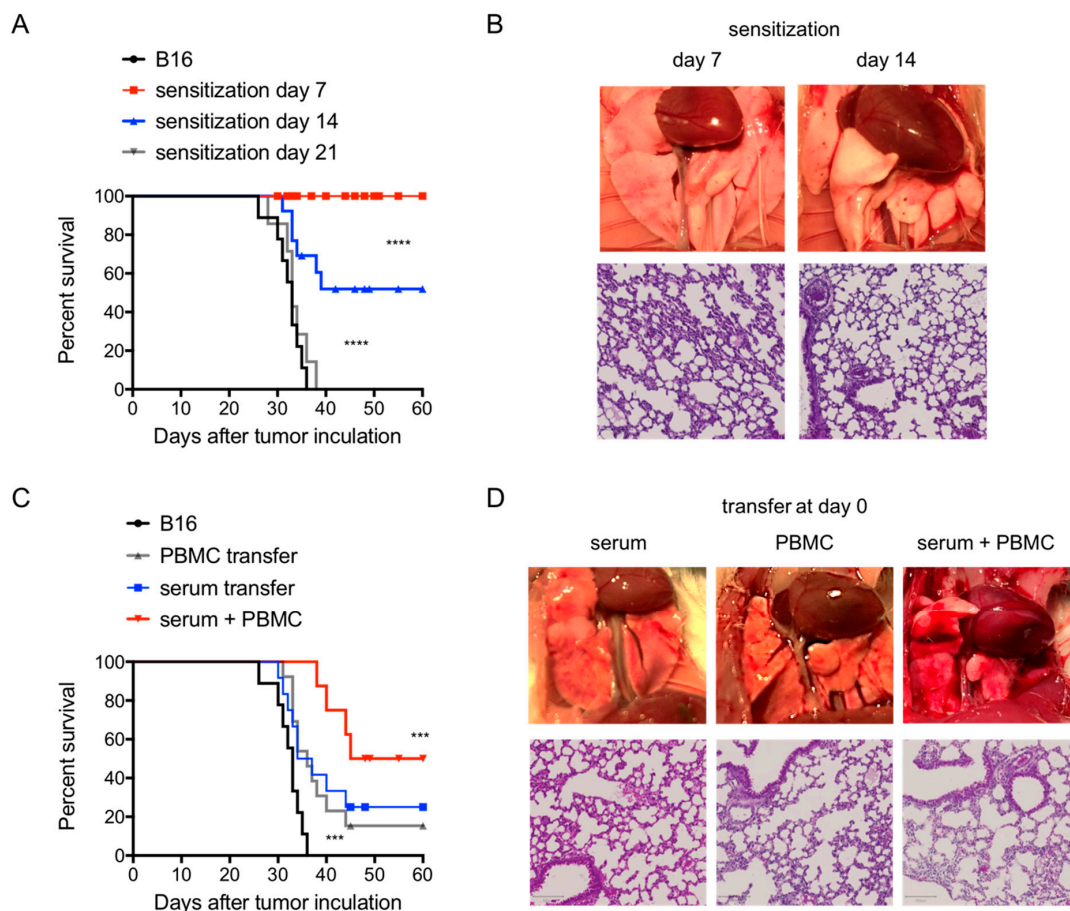 A
B16
sensitization day 7
sensitization day 14
sensitization day 21
100
80
60
40
20
0
Percent survival
0 10 20 30 40 50 60
Days after tumor inculation
****
****
B
sensitization
day 7 day 14
C
B16
PBMC transfer
serum transfer
serum + PBMC
100
80
60
40
20
0
Percent survival
0 10 20 30 40 50 60
Days after tumor inculation
***
***
D
transfer at day 0
serum PBMC serum + PBMC